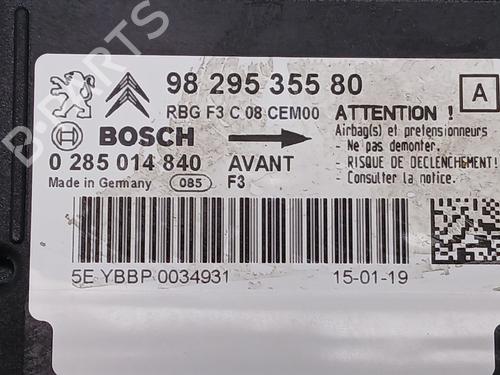 98 295 355 80
A
RBG F3 C 08 CEM00
ATTENTION !
BOSCH
Airbag(s) et pretensionneurs
- Ne pas demonter.
0 285 014 840
AVANT
- RISQUE DE DECLENCHEMENT!
Made in Germany
085
F3
- Consulter la notice.
5E YBBP 0034931
15-01-19